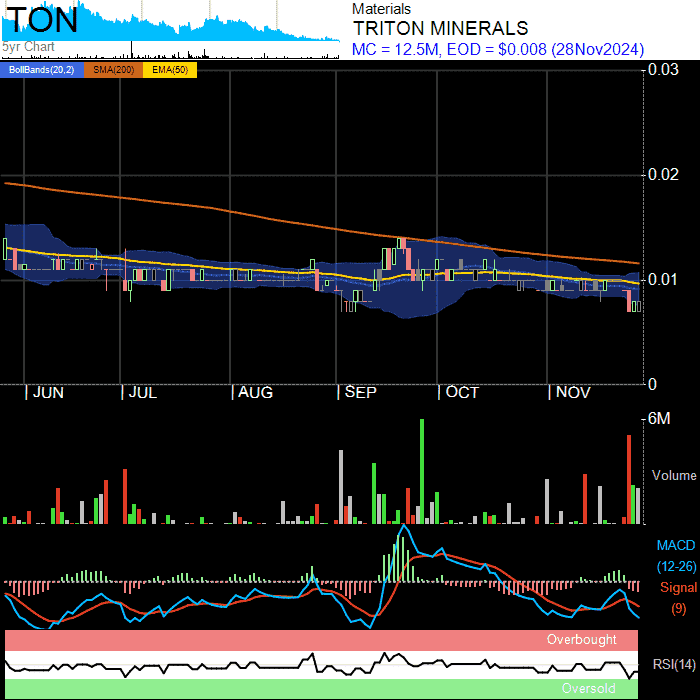 TON
5yr Chart
Materials
TRITON MINERALS
MC = 12.5M, EOD = $0.008 (28Nov2024)
BollBands(20,2) SMA(200) EMA(50)
0.03
0.02
0.01
0
JUN JUL AUG SEP OCT NOV
6M
Volume
MACD
(12-26)
Signal
(9)
Overbought
RSI(14)
Oversold